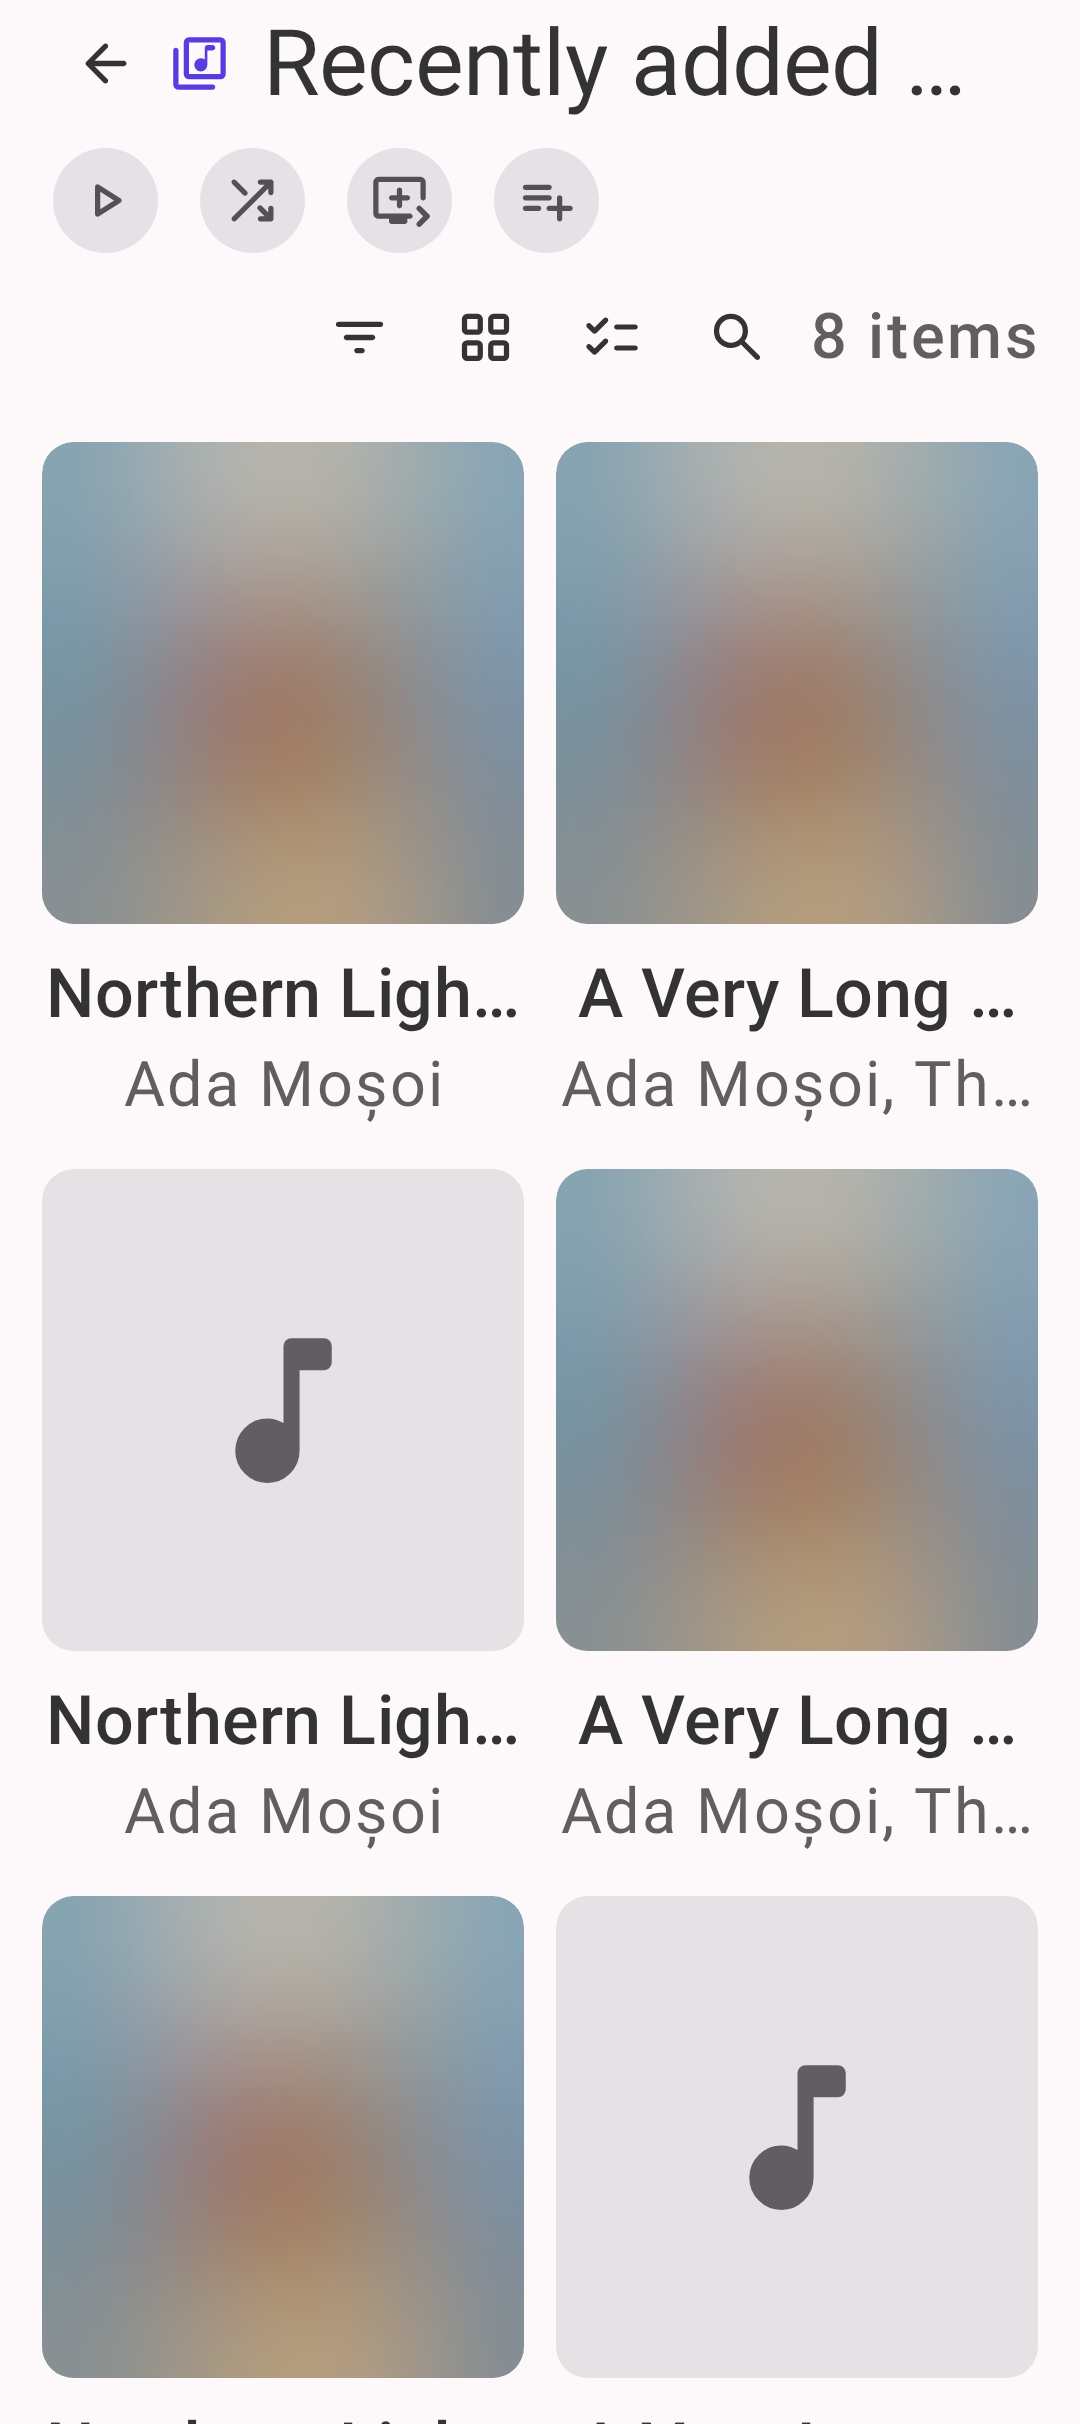 Recently added …
8 items
Northern Ligh…
A Very Long …
Ada Moșoi
Ada Moșoi, Th…
Northern Ligh…
A Very Long …
Ada Moșoi
Ada Moșoi, Th…